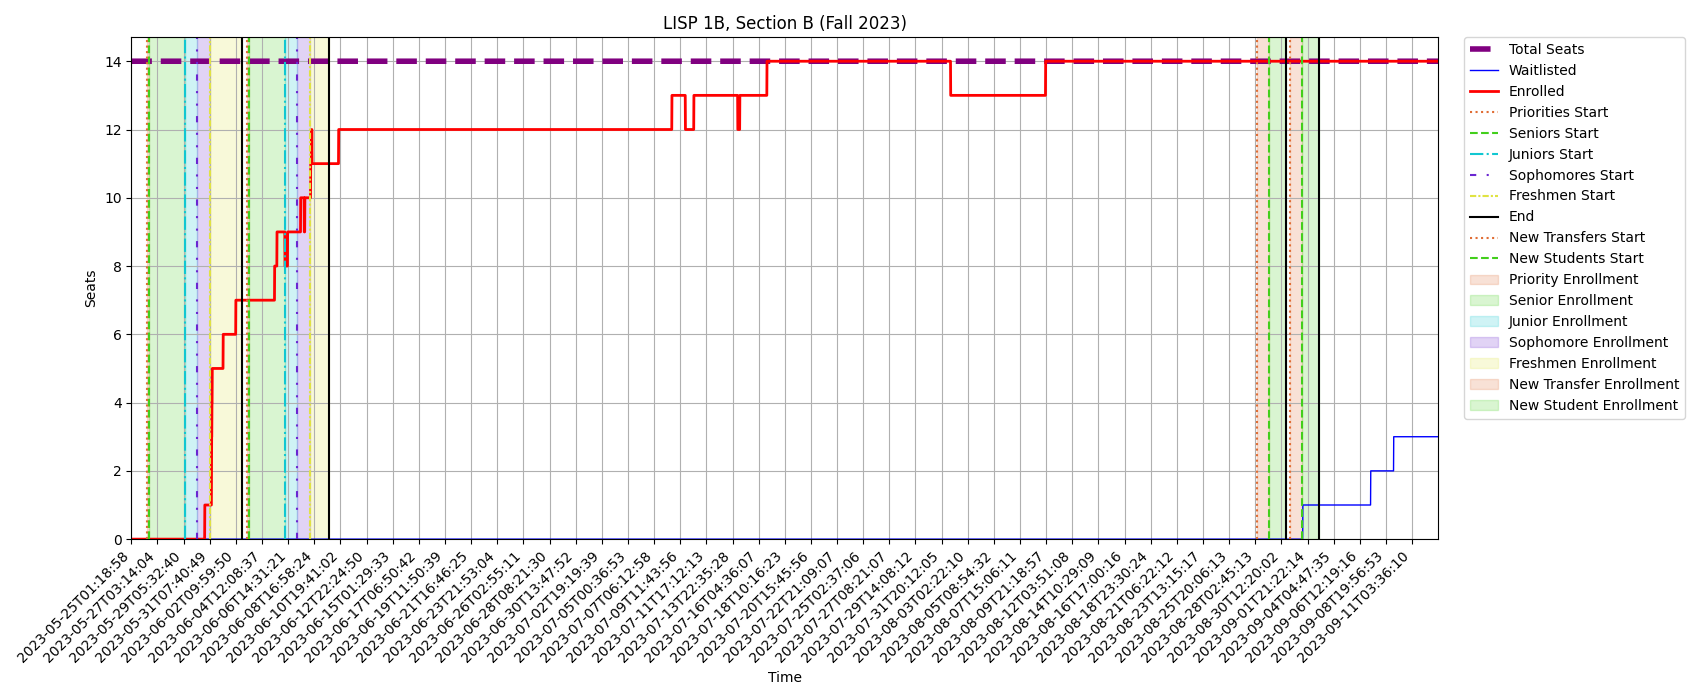 LISP 1B, Section B (Fall 2023)
Seats
14
12
10
8
6
4
2
0
2023-05-25T01:18:58
2023-05-27T03:14:04
2023-05-29T05:32:40
2023-05-31T07:40:49
2023-06-02T09:59:50
2023-06-04T12:08:37
2023-06-06T14:31:21
2023-06-08T16:58:24
2023-06-10T19:41:02
2023-06-12T22:24:50
2023-06-15T01:29:33
2023-06-17T06:50:42
2023-06-19T11:50:39
2023-06-21T16:46:25
2023-06-23T21:53:04
2023-06-26T02:55:11
2023-06-28T08:21:30
2023-06-30T13:47:52
2023-07-02T19:19:39
2023-07-05T00:36:53
2023-07-07T06:12:58
2023-07-09T11:43:56
2023-07-11T17:12:13
2023-07-13T22:35:28
2023-07-16T04:36:07
2023-07-18T10:16:23
2023-07-20T15:45:56
2023-07-22T21:09:07
2023-07-25T02:37:06
2023-07-27T08:21:07
2023-07-29T14:08:12
2023-07-31T20:12:05
2023-08-03T02:22:10
2023-08-05T08:54:32
2023-08-07T15:06:11
2023-08-09T21:18:57
2023-08-12T03:51:08
2023-08-14T10:29:09
2023-08-16T17:00:16
2023-08-18T23:30:24
2023-08-21T06:22:12
2023-08-23T13:15:17
2023-08-25T20:06:13
2023-08-28T02:45:13
2023-08-30T12:20:02
2023-09-01T21:22:14
2023-09-04T04:47:35
2023-09-06T12:19:16
2023-09-08T19:56:53
2023-09-11T03:36:10
Time
Total Seats
Waitlisted
Enrolled
Priorities Start
Seniors Start
Juniors Start
Sophomores Start
Freshmen Start
End
New Transfers Start
New Students Start
Priority Enrollment
Senior Enrollment
Junior Enrollment
Sophomore Enrollment
Freshmen Enrollment
New Transfer Enrollment
New Student Enrollment